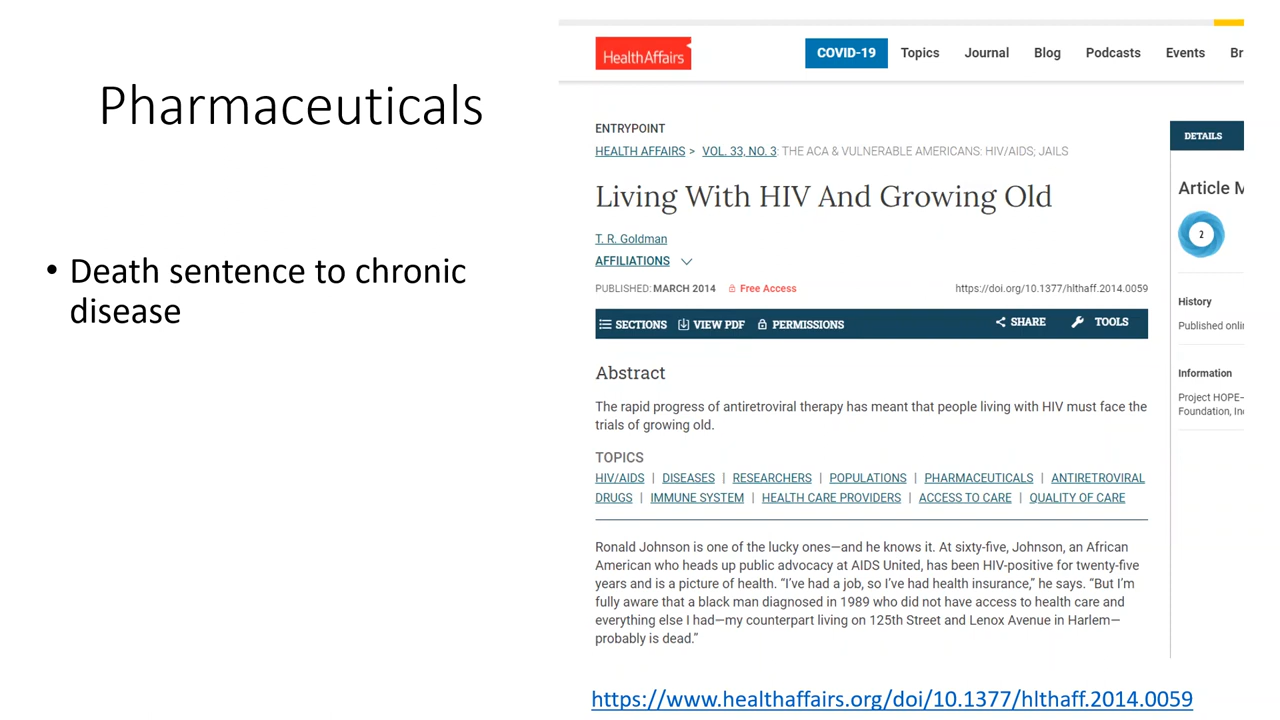 Pharmaceuticals
• Death sentence to chronic
disease
HealthAffairs
COVID-19 Topics Journal Blog Podcasts Events Br
ENTRYPOINT
HEALTH AFFAIRS > VOL. 33, NO. 3: THE ACA & VULNERABLE AMERICANS: HIV/AIDS; JAILS
Living With HIV And Growing Old
T. R. Goldman
AFFILIATIONS
PUBLISHED: MARCH 2014 Free Access https://doi.org/10.1377/hlthaff.2014.0059
SECTIONS VIEW PDF PERMISSIONS SHARE TOOLS
Abstract
The rapid progress of antiretroviral therapy has meant that people living with HIV must face the
trials of growing old.
TOPICS
HIV/AIDS | DISEASES | RESEARCHERS | POPULATIONS | PHARMACEUTICALS | ANTIRETROVIRAL
DRUGS | IMMUNE SYSTEM | HEALTH CARE PROVIDERS | ACCESS TO CARE | QUALITY OF CARE
Ronald Johnson is one of the lucky ones—and he knows it. At sixty-five, Johnson, an African
American who heads up public advocacy at AIDS United, has been HIV-positive for twenty-five
years and is a picture of health. “I’ve had a job, so I’ve had health insurance,” he says. “But I’m
fully aware that a black man diagnosed in 1989 who did not have access to health care and
everything else I had—my counterpart living on 125th Street and Lenox Avenue in Harlem—
probably is dead.”
DETAILS
Article M
2
History
Published onli
Information
Project HOPE–
Foundation, In
https://www.healthaffairs.org/doi/10.1377/hlthaff.2014.0059